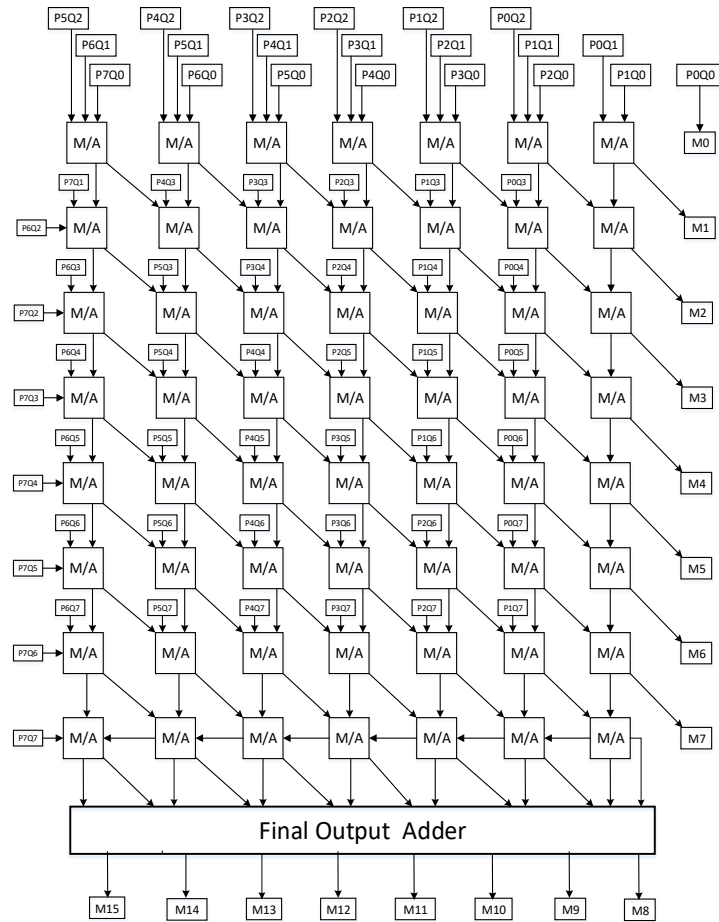 P5Q2 P4Q2 P3Q2 P2Q2 P1Q2 P0Q2
P6Q1 P5Q1 P4Q1 P3Q1 P2Q1 P1Q1 P0Q1
P7Q0 P6Q0 P5Q0 P4Q0 P3Q0 P2Q0 P1Q0 P0Q0
M/A M/A M/A M/A M/A M/A M/A M0
P7Q1 P4Q3 P3Q3 P2Q3 P1Q3 P0Q3
P6Q2 M/A M/A M/A M/A M/A M/A M/A M1
P6Q3 P5Q3 P3Q4 P2Q4 P1Q4 P0Q4
P7Q2 M/A M/A M/A M/A M/A M/A M/A M2
P6Q4 P5Q4 P4Q4 P2Q5 P1Q5 P0Q5
P7Q3 M/A M/A M/A M/A M/A M/A M/A M3
P6Q5 P5Q5 P4Q5 P3Q5 P1Q6 P0Q6
P7Q4 M/A M/A M/A M/A M/A M/A M/A M4
P6Q6 P5Q6 P4Q6 P3Q6 P2Q6 P0Q7
P7Q5 M/A M/A M/A M/A M/A M/A M/A M5
P6Q7 P5Q7 P4Q7 P3Q7 P2Q7 P1Q7
P7Q6 M/A M/A M/A M/A M/A M/A M/A M6
P7Q7 M/A M/A M/A M/A M/A M/A M/A M7
Final Output Adder
M15 M14 M13 M12 M11 M10 M9 M8